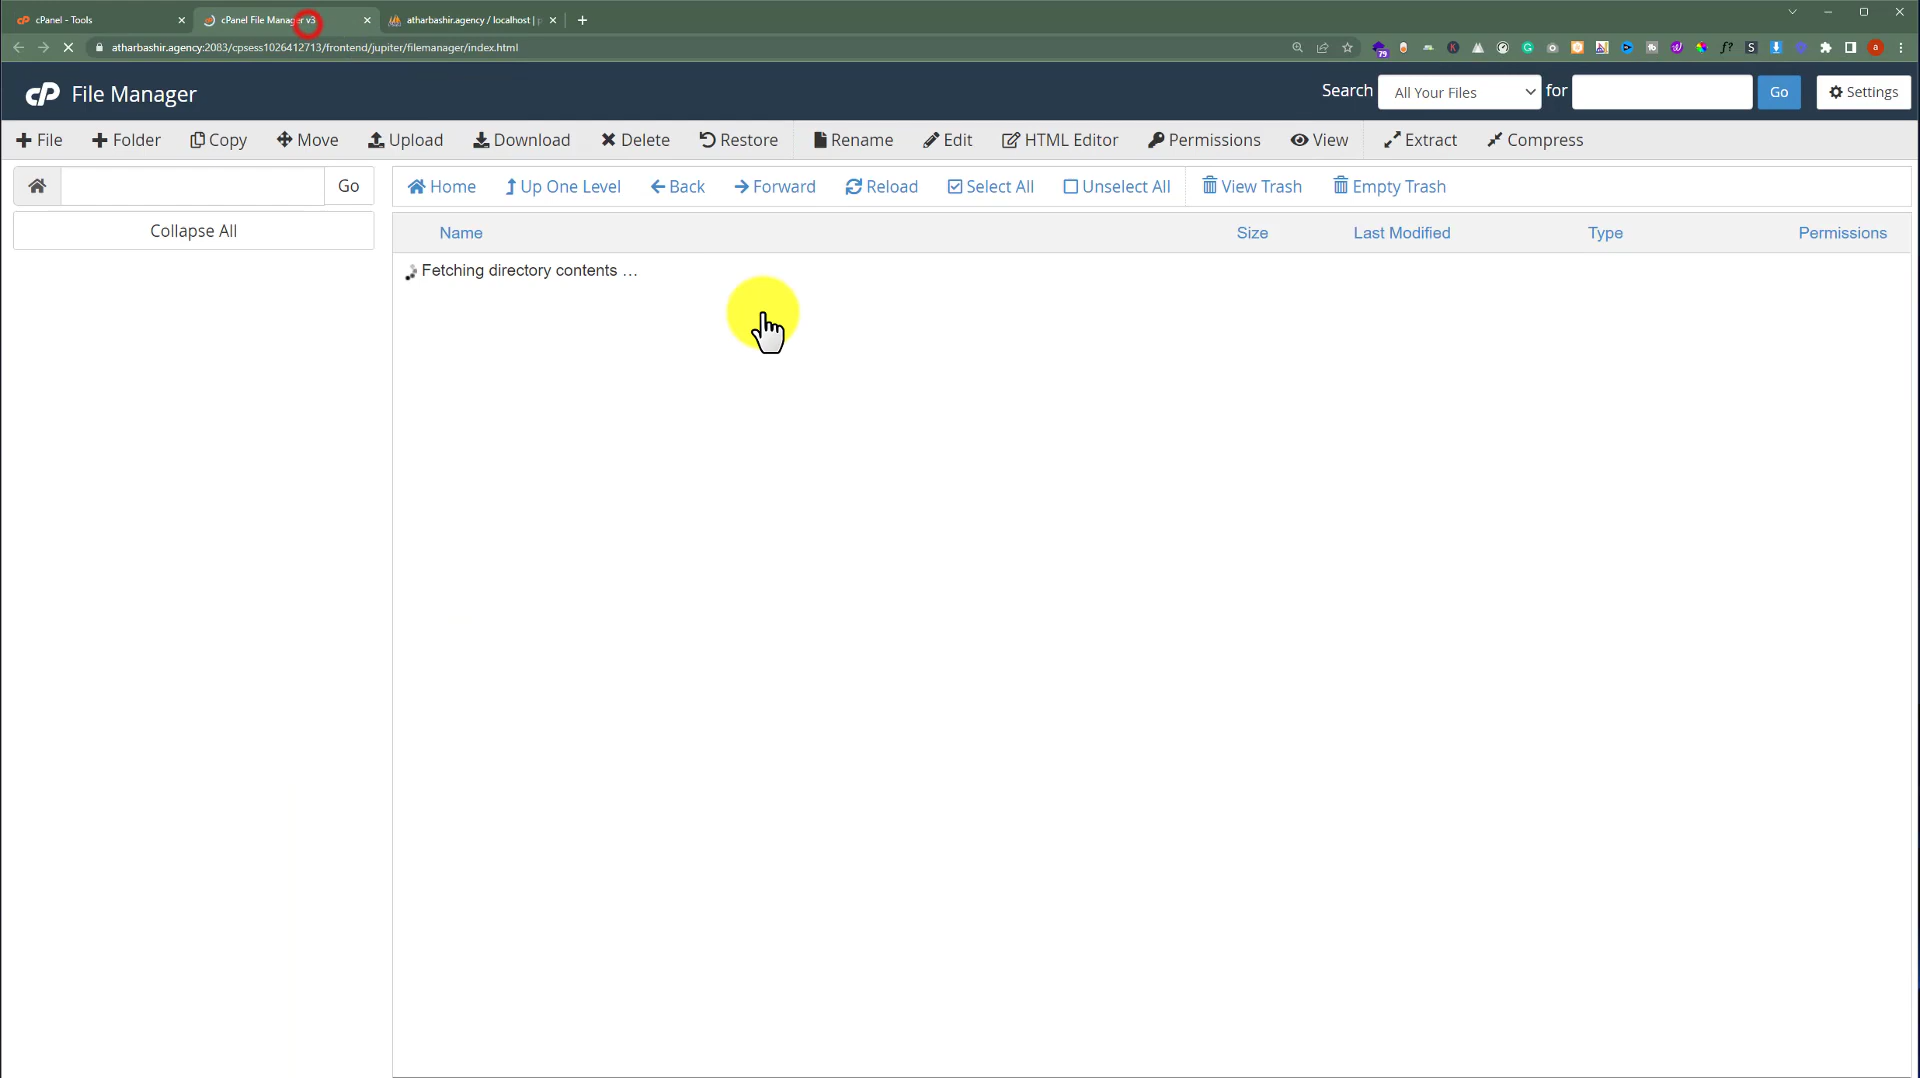 cPanel - Tools
cPanel File Manager v3
atharbashir.agency / localhost | p
atharbashir.agency:2083/cpsess1026412713/frontend/jupiter/filemanager/index.html
79
cP File Manager
Search All Your Files for Go Settings
File Folder Copy Move Upload Download Delete Restore Rename Edit HTML Editor Permissions View Extract Compress
Go
Home Up One Level Back Forward Reload Select All Unselect All View Trash Empty Trash
Collapse All
Name Size Last Modified Type Permissions
Fetching directory contents …